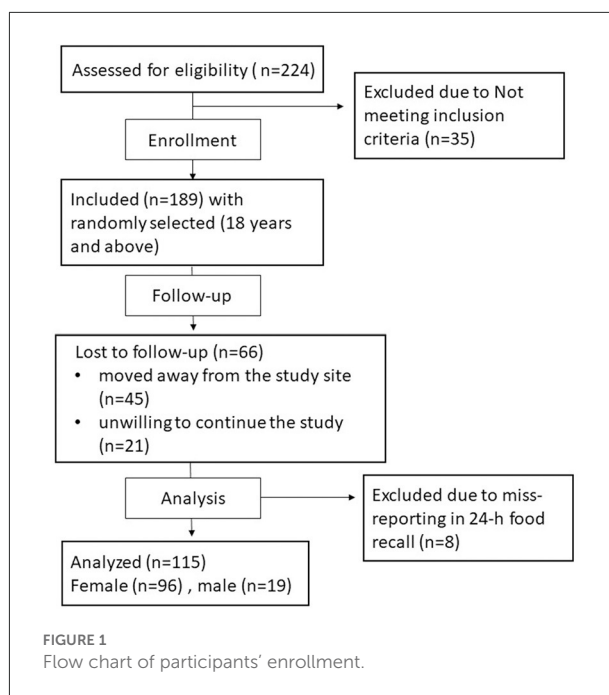 Assessed for eligibility ( n=224)
Excluded due to Not
meeting inclusion
criteria (n=35)
Enrollment
Included (n=189) with
randomly selected (18 years
and above)
Follow-up
Lost to follow-up (n=66)
• moved away from the study site
(n=45)
• unwilling to continue the study
(n=21)
Analysis
Excluded due to miss-
reporting in 24-h food
recall (n=8)
Analyzed (n=115)
Female (n=96) , male (n=19)
FIGURE 1
Flow chart of participants’ enrollment.